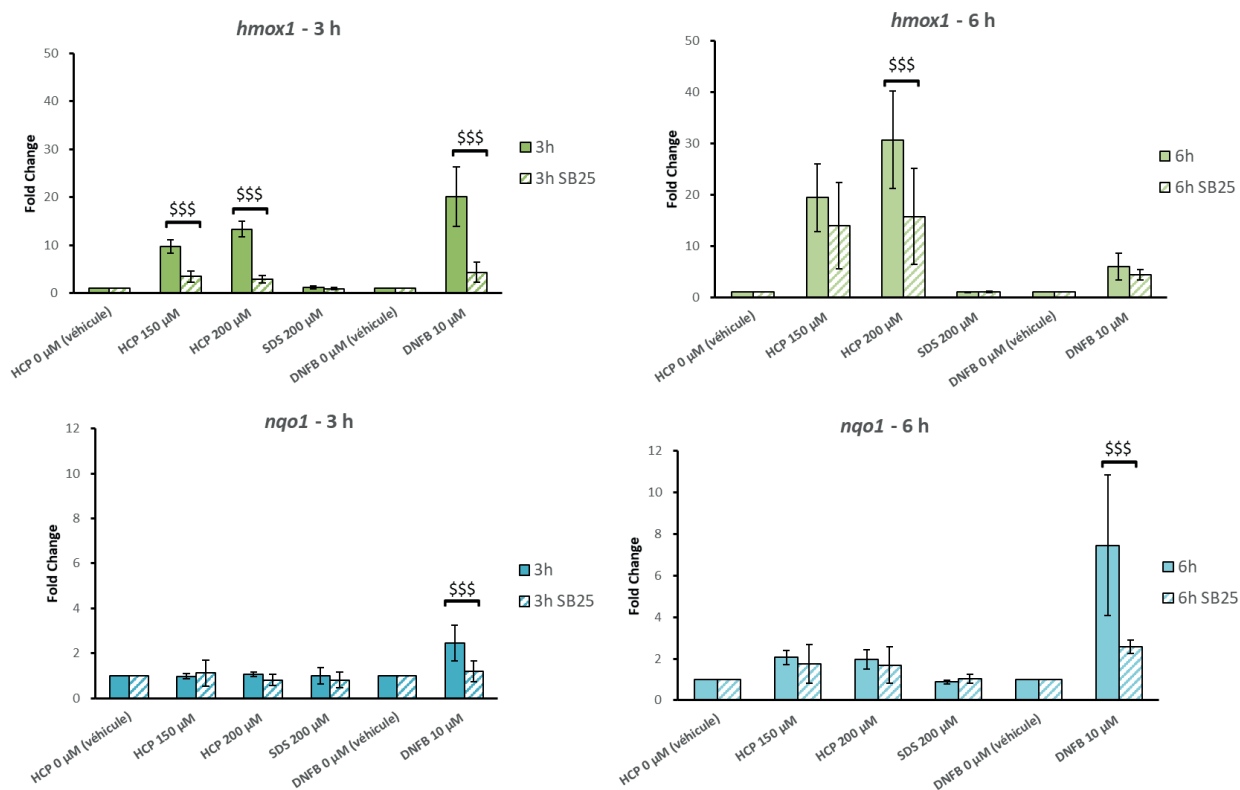 hmox1 - 3 h
Fold Change
50
40
30
20
10
0
$$$
$$$
$$$
3h
3h SB25
HCP 0 µM (véhicule)
HCP 150 µM
HCP 200 µM
SDS 200 µM
DNFB 0 µM (véhicule)
DNFB 10 µM
hmox1 - 6 h
Fold Change
50
40
30
20
10
0
$$$
6h
6h SB25
HCP 0 µM (véhicule)
HCP 150 µM
HCP 200 µM
SDS 200 µM
DNFB 0 µM (véhicule)
DNFB 10 µM
nqo1 - 3 h
Fold Change
12
10
8
6
4
2
0
$$$
3h
3h SB25
HCP 0 µM (véhicule)
HCP 150 µM
HCP 200 µM
SDS 200 µM
DNFB 0 µM (véhicule)
DNFB 10 µM
nqo1 - 6 h
Fold Change
12
10
8
6
4
2
0
$$$
6h
6h SB25
HCP 0 µM (véhicule)
HCP 150 µM
HCP 200 µM
SDS 200 µM
DNFB 0 µM (véhicule)
DNFB 10 µM